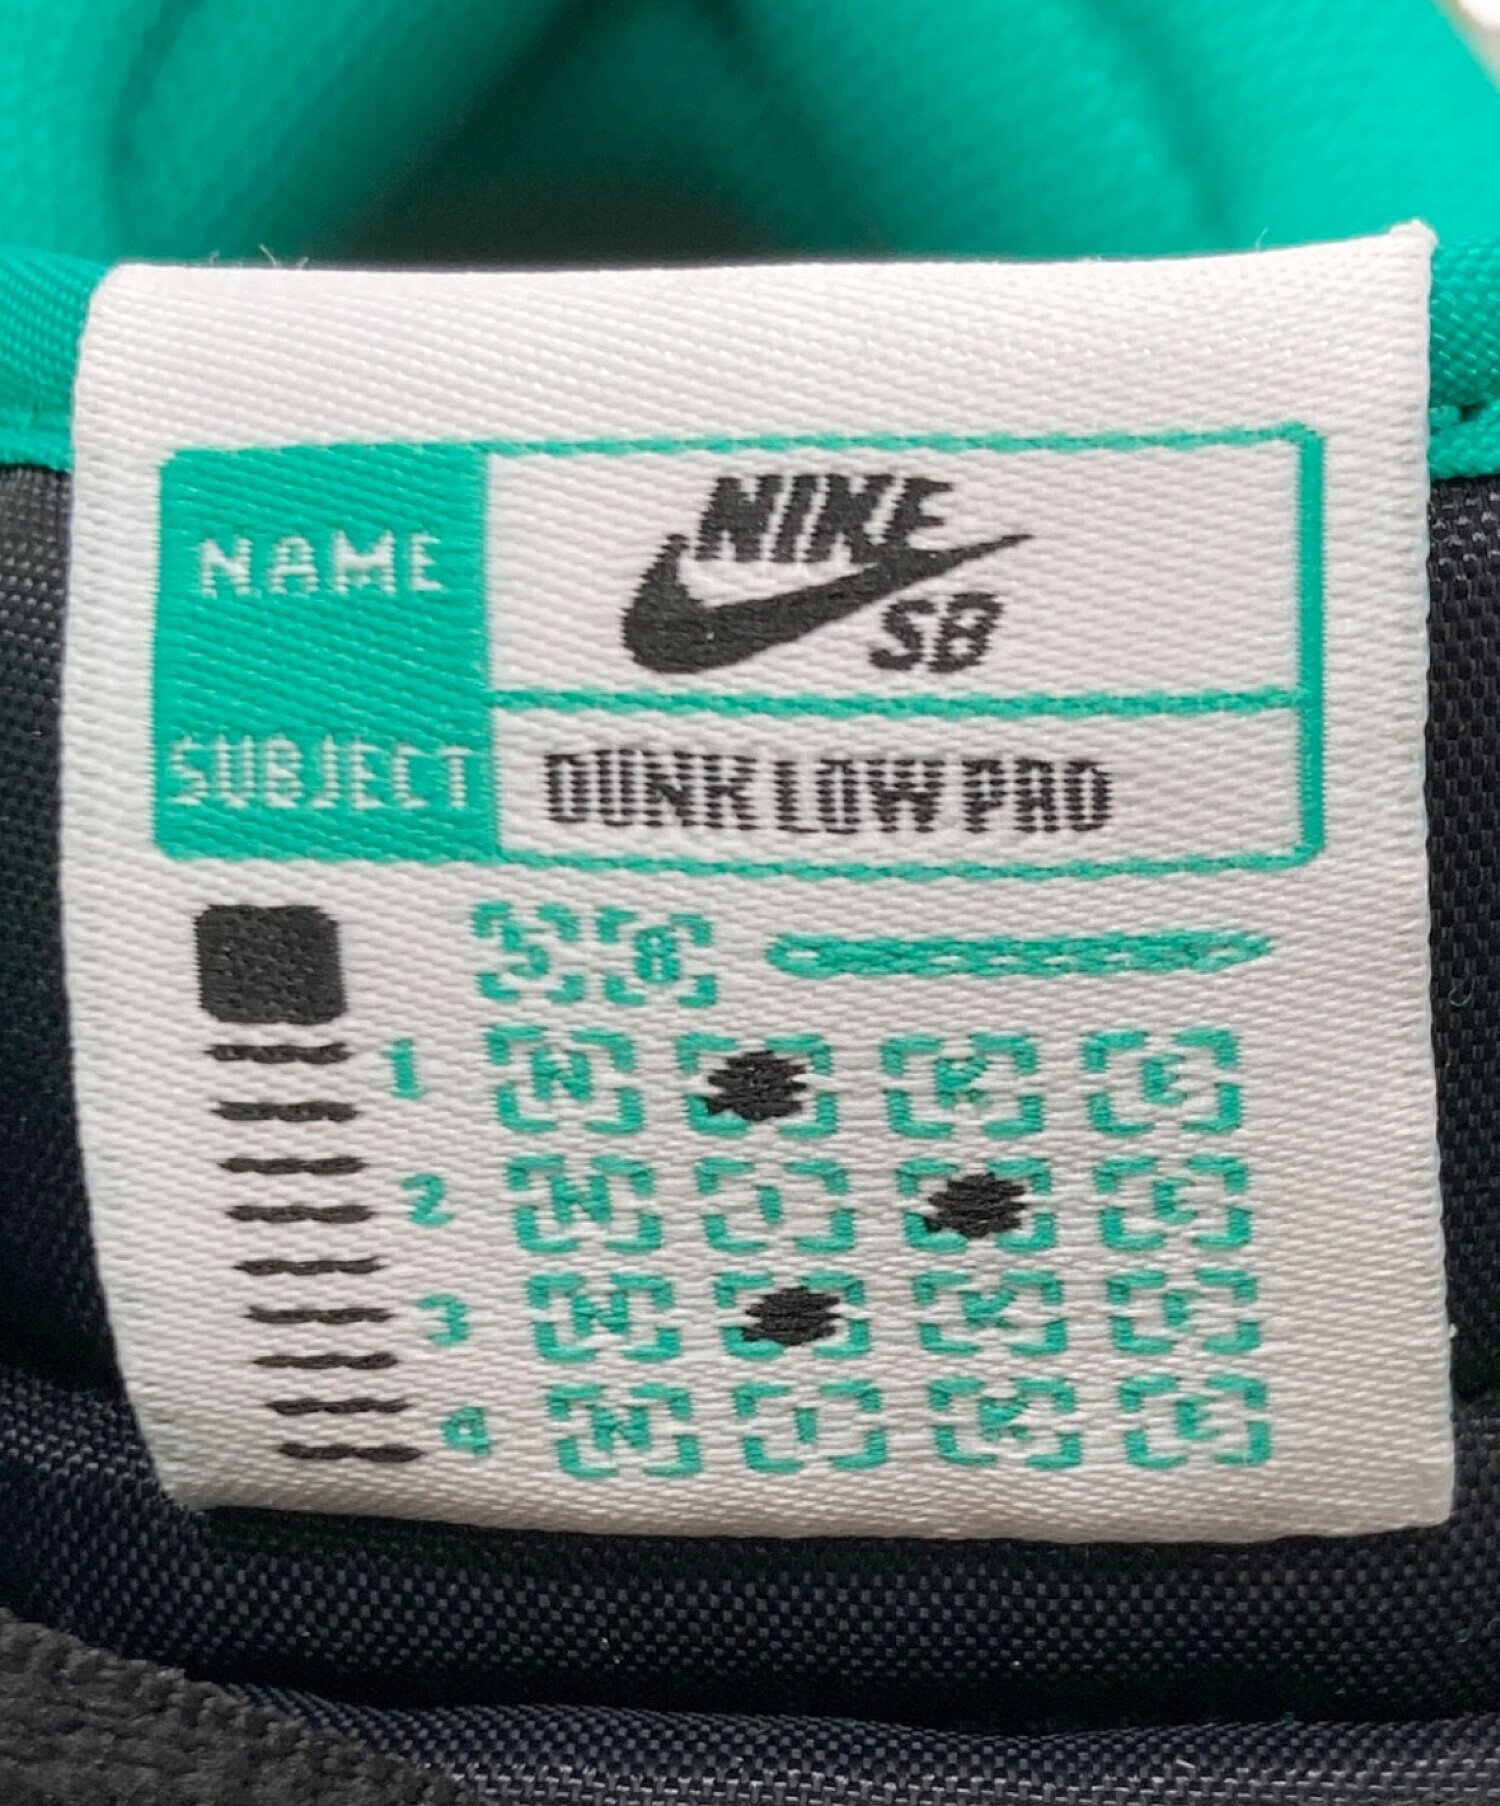 NAME NIKE SB
SUBJECT DUNK LOW PRO
S B
1 N K E
2 N I E
3 N K E
4 N I K E